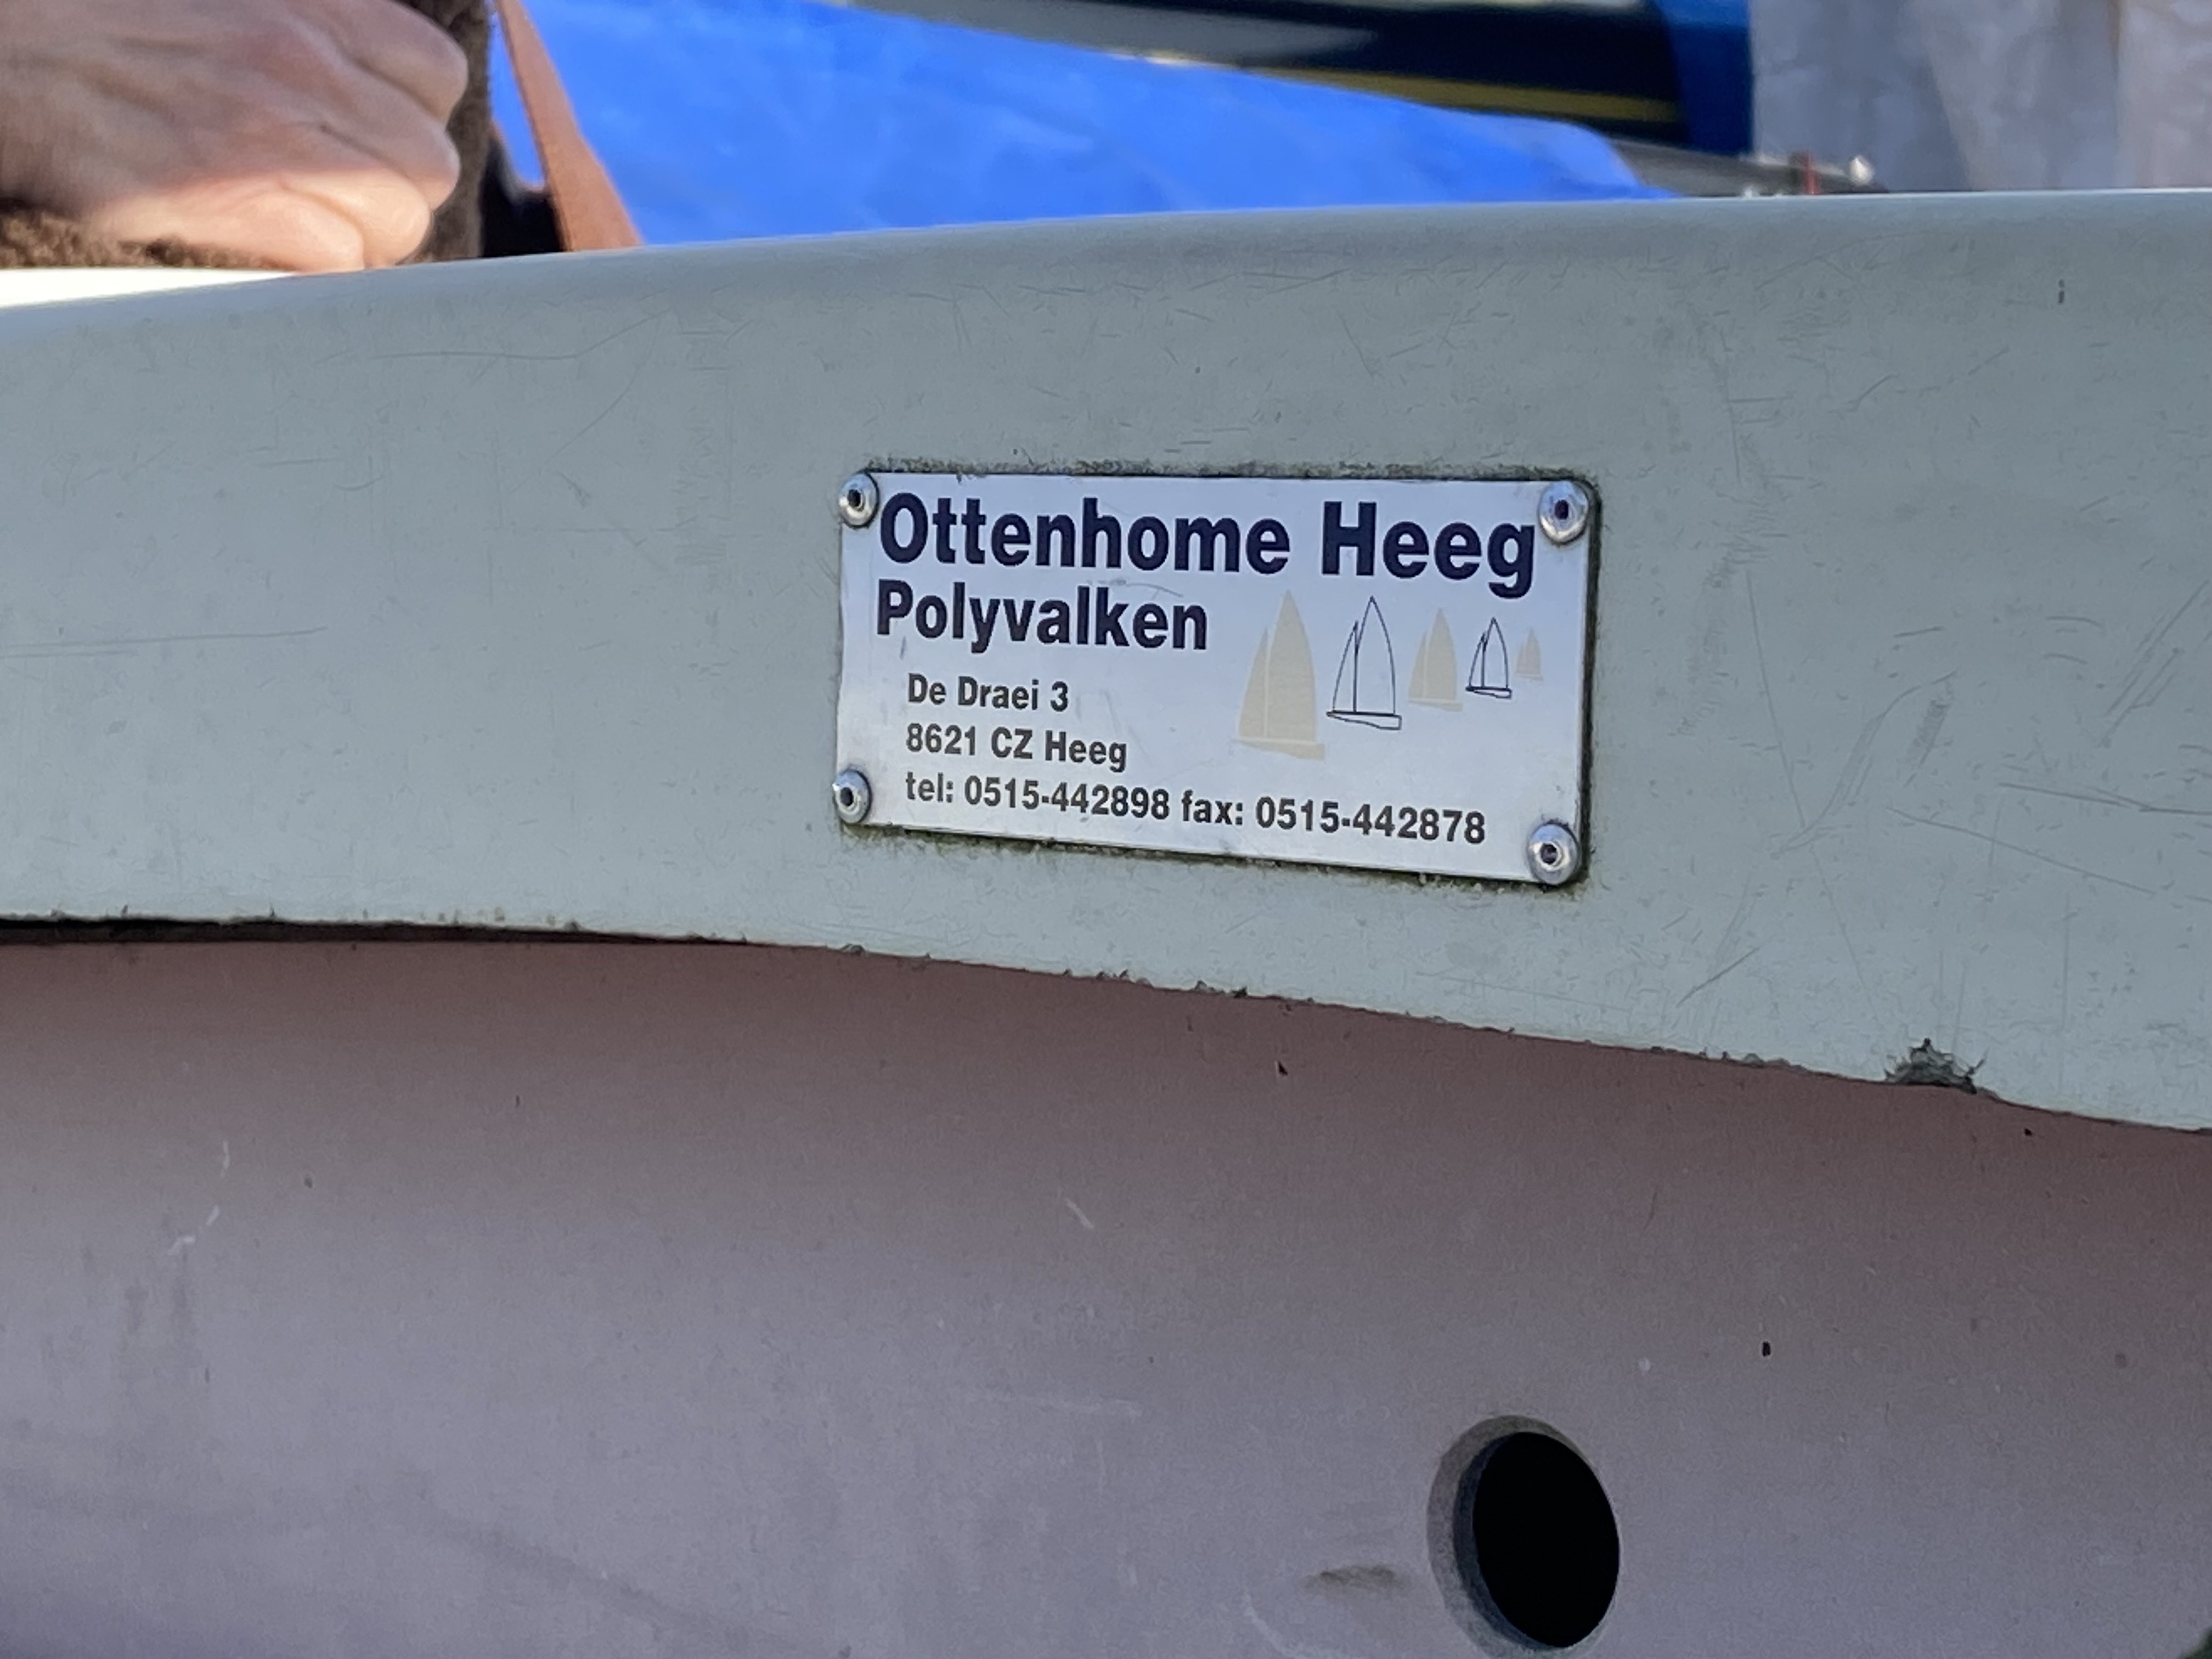 Ottenhome Heeg
Polyvalken
De Draei 3
8621 CZ Heeg
tel: 0515-442898 fax: 0515-442878